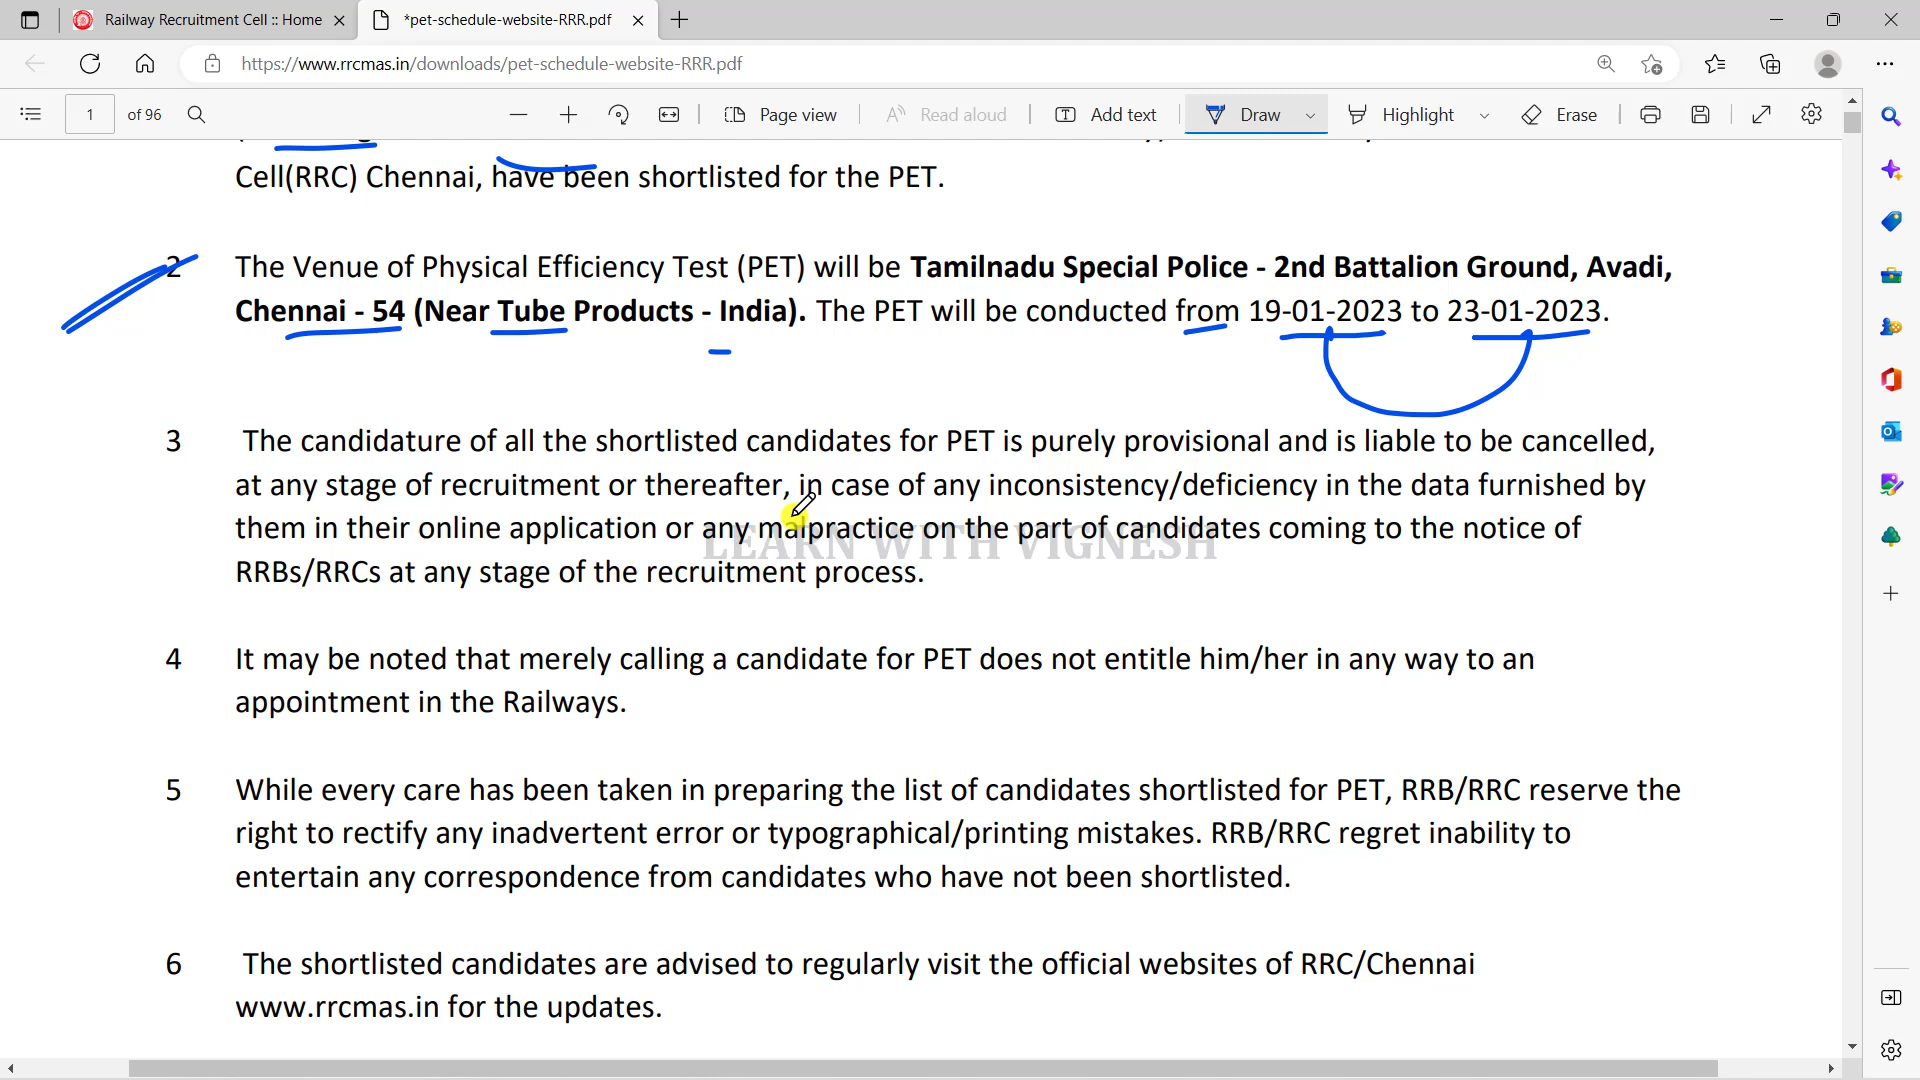 Railway Recruitment Cell :: Home
*pet-schedule-website-RRR.pdf
https://www.rrcmas.in/downloads/pet-schedule-website-RRR.pdf
1 of 96
Page view
Read aloud
Add text
Draw
Highlight
Erase
Cell(RRC) Chennai, have been shortlisted for the PET.
2 The Venue of Physical Efficiency Test (PET) will be Tamilnadu Special Police - 2nd Battalion Ground, Avadi,
Chennai - 54 (Near Tube Products - India). The PET will be conducted from 19-01-2023 to 23-01-2023.
3 The candidature of all the shortlisted candidates for PET is purely provisional and is liable to be cancelled,
at any stage of recruitment or thereafter, in case of any inconsistency/deficiency in the data furnished by
them in their online application or any malpractice on the part of candidates coming to the notice of
LEARN WITH VIGNESH
RRBs/RRCs at any stage of the recruitment process.
4 It may be noted that merely calling a candidate for PET does not entitle him/her in any way to an
appointment in the Railways.
5 While every care has been taken in preparing the list of candidates shortlisted for PET, RRB/RRC reserve the
right to rectify any inadvertent error or typographical/printing mistakes. RRB/RRC regret inability to
entertain any correspondence from candidates who have not been shortlisted.
6 The shortlisted candidates are advised to regularly visit the official websites of RRC/Chennai
www.rrcmas.in for the updates.